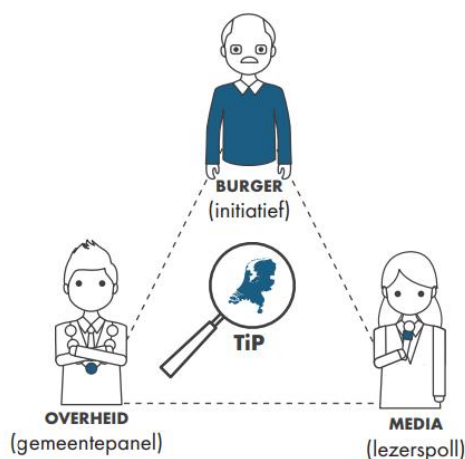 BURGER
(initiatief)
TiP
OVERHEID
(gemeentepanel)
MEDIA
(lezerspoll)